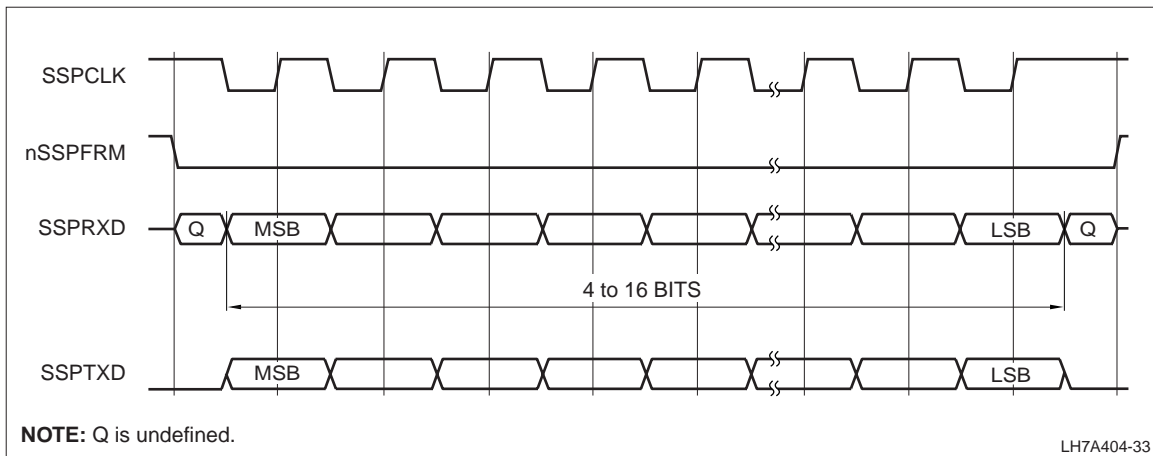 SSPCLK
nSSPFRM
SSPRXD Q MSB LSB Q
4 to 16 BITS
SSPTXD MSB LSB
NOTE: Q is undefined.
LH7A404-33